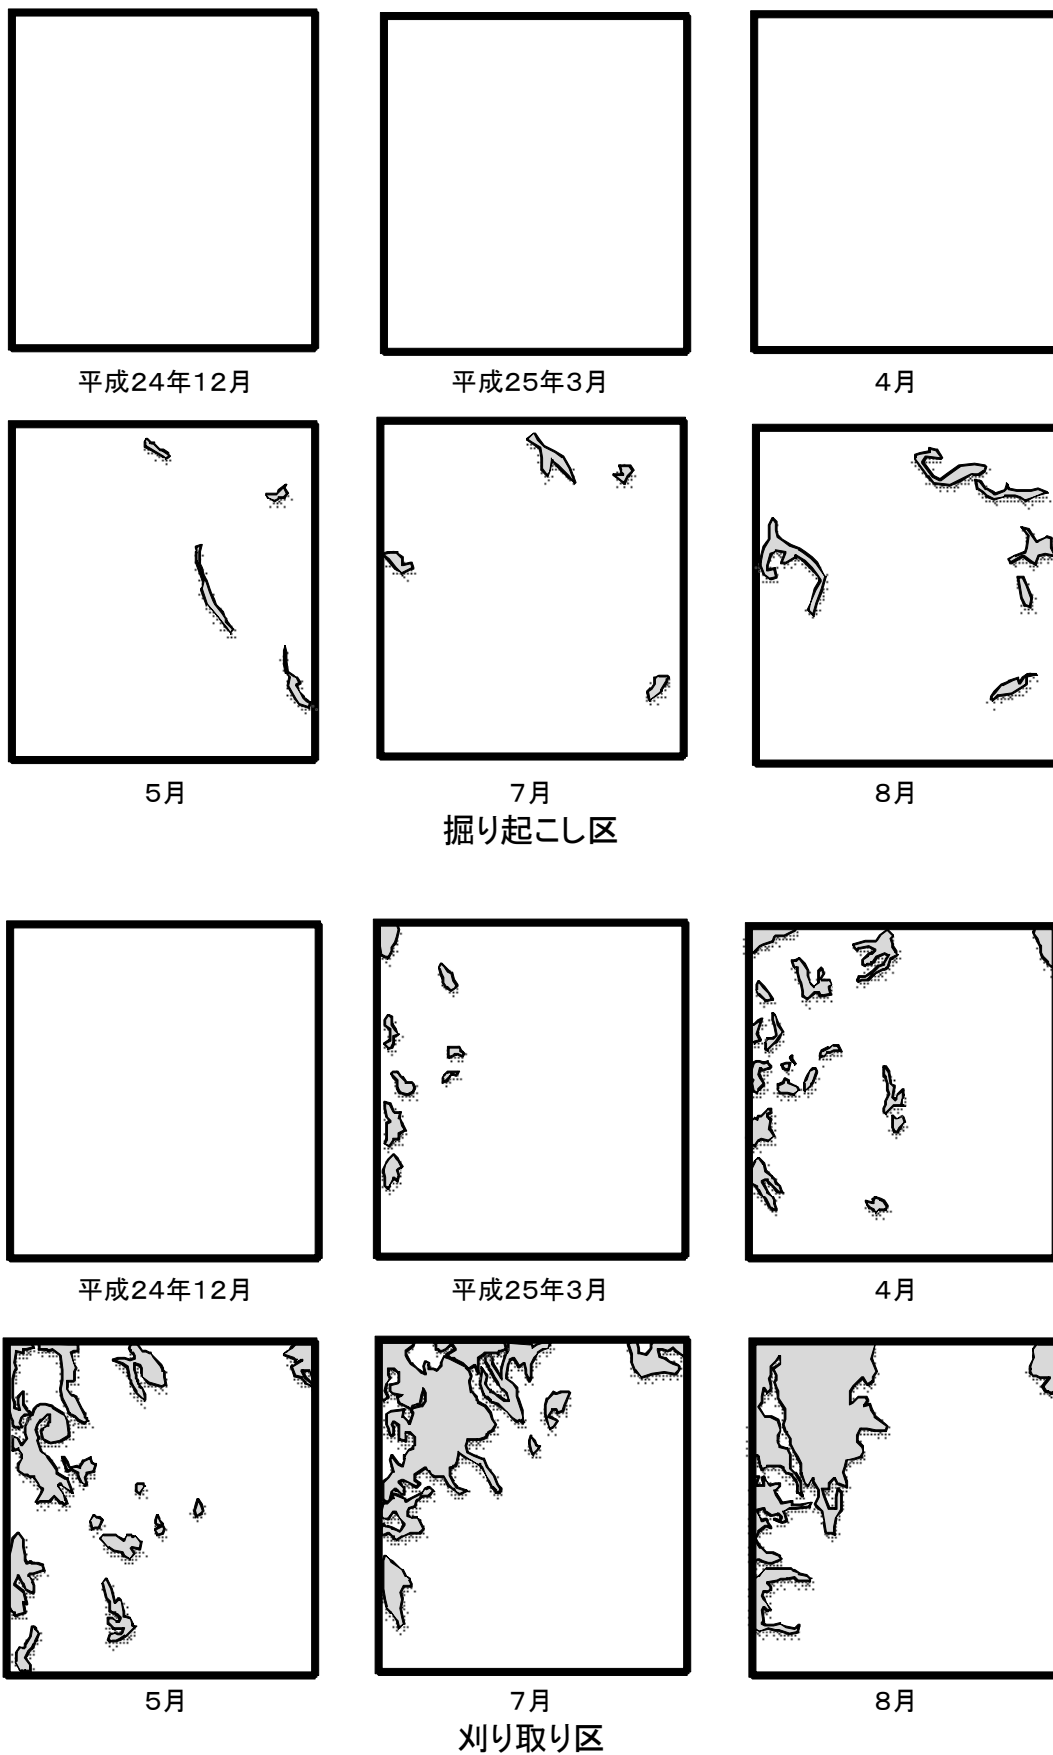 平成24年12月 平成25年3月 4月
5月 7月 8月
掘り起こし区
平成24年12月 平成25年3月 4月
5月 7月 8月
刈り取り区